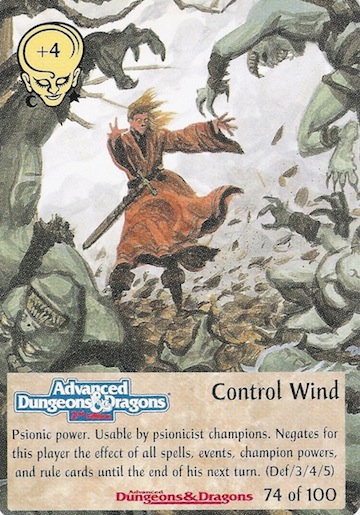 +4
Advanced
Dungeons & Dragons
2nd Edition
Control Wind
Psionic power. Usable by psionicist champions. Negates for
this player the effect of all spells, events, champion powers,
and rule cards until the end of his next turn. (Def/3/4/5)
Advanced
Dungeons & Dragons
74 of 100